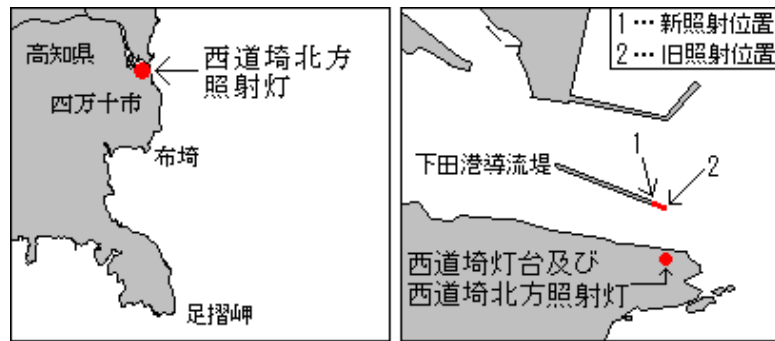 高知県
西道埼北方
照射灯
四万十市
布埼
足摺岬
1…新照射位置
2…旧照射位置
1
2
下田港導流堤
西道埼灯台及び
西道埼北方照射灯